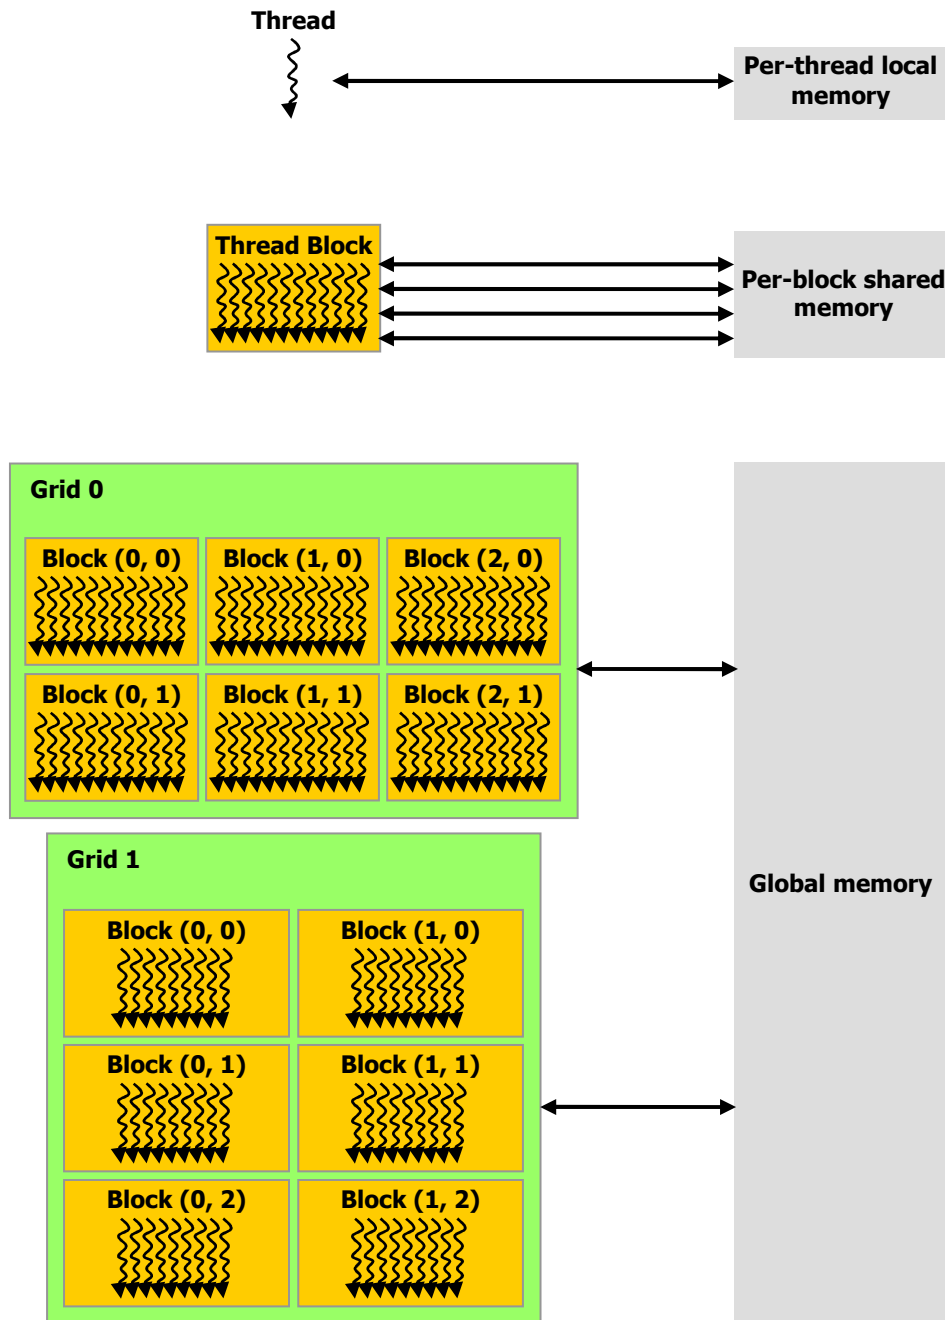 Thread
Per-thread local
memory
Thread Block
Per-block shared
memory
Grid 0
Block (0, 0)
Block (1, 0)
Block (2, 0)
Block (0, 1)
Block (1, 1)
Block (2, 1)
Grid 1
Global memory
Block (0, 0)
Block (1, 0)
Block (0, 1)
Block (1, 1)
Block (0, 2)
Block (1, 2)